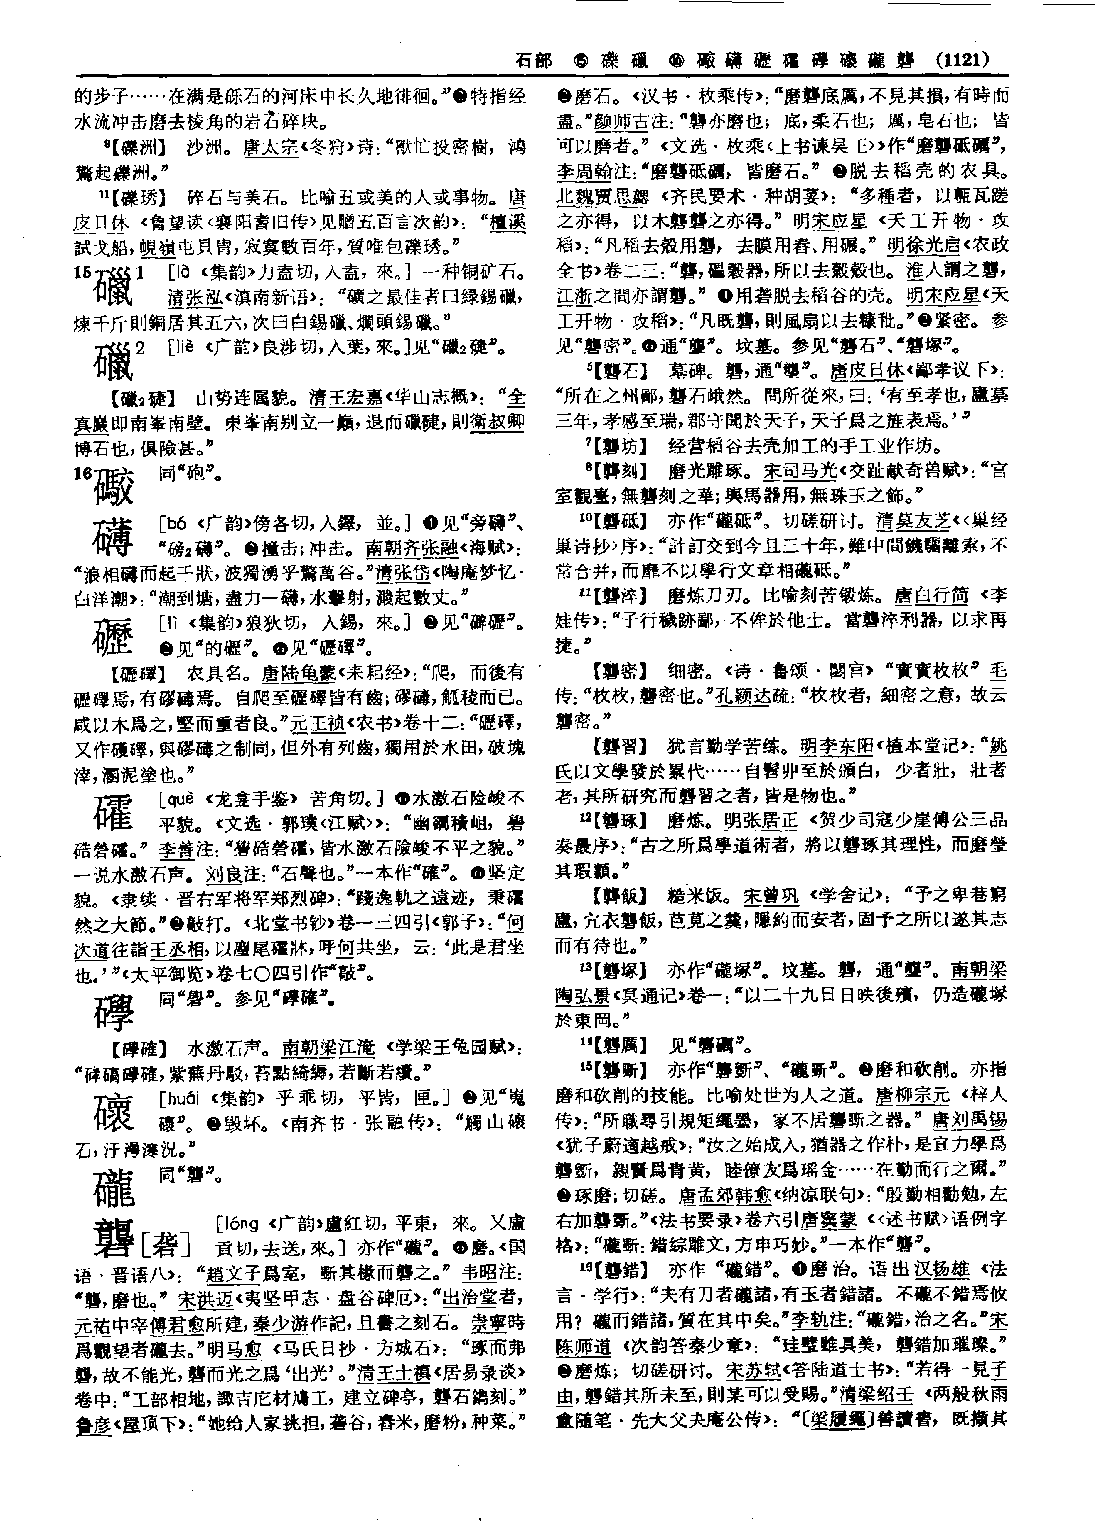 石部 ⑮ 礫 𥗿 ⑯ 礮 礴 礰 礭 礐 壞 礲 礱 (1121)
的步子……在满是砾石的河床中长久地徘徊。”❷特指经
水流冲击磨去棱角的岩石碎块。
⁹【礫洲】 沙洲。唐太宗《冬狩》诗：“獸忙投密樹，鴻
驚起礫洲。”
¹¹【礫琇】 碎石与美石。比喻丑或美的人或事物。唐
皮日休《鲁望读〈襄阳耆旧传〉见赠五百言次韵》：“檀溪
試戈船，峴嶺屯貝胄，寂寞數百年，質唯包礫琇。”
15 1 [là 《集韵》力盍切，入盍，來。] 一种铜矿石。
清张泓《滇南新语》：“礦之最佳者曰绿錫，
煉千斤則銅居其五六，次曰白錫、爛頭錫。”
2 [liè 《广韵》良涉切，入葉，來。]见“₂”。
【₂】 山势连属貌。清王宏嘉《华山志概》：“全
真巖即南峯南壁。東峯南别立一巔，退而，則衛叔卿
博石也，俱險甚。”
16 礮 同“砲”。
礴 [bó 《广韵》傍各切，入鐸，並。] ❶见“旁礴”、
“磅₂礴”。❷撞击；冲击。南朝齐张融《海赋》：
“浪相礴而起千狀，波獨湧乎驚萬谷。”清张岱《陶庵梦忆·
白洋潮》：“潮到塘，盡力一礴，水擊射，濺起數丈。”
礰 [lì 《集韵》狼狄切，入錫，來。] ❶见“礔礰”。
❷见“的礰”。❸见“礰礋”。
【礰礋】 农具名。唐陆龟蒙《耒耜经》：“爬，而後有
礰礋焉，有磟碡焉。自爬至礰礋皆有齒；磟碡，觚稜而已。
咸以木爲之，堅而重者良。”元王祯《农书》卷十二：“礰礋，
又作礋，與磟碡之制同，但外有列齒，獨用於水田，破塊
滓，溷泥塗也。”
礭 [què 《龙龛手鉴》 苦角切。] ❶水激石险峻不
平貌。《文选·郭璞〈江赋〉》：“幽澗積岨，礐
硞礭。” 李善注：“礐硞礭，皆水激石險峻不平之貌。”
一说水激石声。刘良注：“石聲也。”一本作“確”。❷坚定
貌。《隶续·晋右军将军郑烈碑》：“踐逸軌之遠迹，秉礭
然之大節。”❸敲打。《北堂书钞》卷一三四引《郭子》：“何
次道往詣王丞相，以麈尾礭牀，呼何共坐，云：‘此是君坐
也。’”《太平御览》卷七〇四引作“敲”。
同“礐”。参见“確”。
【確】 水激石声。南朝梁江淹《学梁王兔园赋》：
“確，紫蕪丹駁，苔點綺縟，若斷若續。”
[huái 《集韵》 乎乖切，平皆，匣。] ❶见“嵬
”。❷毁坏。《南齐书·张融传》：“觸山
石，汙灣濘況。”
礲 同“礱”。
礱[砻] [lóng 《广韵》盧紅切，平東，來。又盧
貢切，去送，來。] 亦作“礲”。❶磨。《国
语·晋语八》：“趙文子爲室，斲其椽而礱之。” 韦昭注：
“礱，磨也。” 宋洪迈《夷坚甲志·盘谷碑厄》：“出治堂者，
元祐中宰傅君愈所建，秦少游作記，且書之刻石。崇寧時
爲觀望者礲去。”明马愈《马氏日抄·方城石》：“琢而弗
礱，故不能光，礱而光之爲‘出光’。”清王士禛《居易录谈》
卷中：“工部相地，諏吉庀材鳩工，建立碑亭，礱石鐫刻。”
鲁彦《屋顶下》：“她给人家挑担，砻谷，舂米，磨粉，种菜。”
❷磨石。《汉书·枚乘传》：“磨礱底厲，不見其損，有時而
盡。”颜师古注：“礱亦磨也；底，柔石也；厲，皂石也；皆
可以磨者。”《文选·枚乘〈上书谏吴王〉》作“磨礱砥礪”，
李周翰注：“磨礱砥礪，皆磨石。” ❸脱去稻壳的农具。
北魏贾思勰《齐民要术·种胡荽》：“多種者，以甎瓦蹉
之亦得，以木礱礱之亦得。” 明宋应星《天工开物·攻
稻》：“凡稻去殼用礱，去膜用舂、用碾。” 明徐光启《农政
全书》卷二三：“礱，䃀穀器，所以去穀殼也。淮人謂之礱，
江浙之間亦謂礱。” ❹用砻脱去稻谷的壳。明宋应星《天
工开物·攻稻》：“凡既礱，則風扇以去糠秕。”❺紧密。参
见“礱密”。❻通“壟”。坟墓。参见“礱石”、“礱塚”。
⁵【礱石】 墓碑。礱，通“壟”。唐皮日休《鄙孝议下》：
“所在之州鄙，礱石峨然。問所從來，曰：‘有至孝也，廬墓
三年，孝感至瑞，郡守聞於天子，天子爲之旌表焉。’”
⁷【礱坊】 经营稻谷去壳加工的手工业作坊。
⁸【礱刻】 磨光雕琢。宋司马光《交趾献奇兽赋》：“宫
室觀臺，無礱刻之華；輿馬器用，無珠玉之飾。”
¹⁰【礱砥】 亦作“礲砥”。切磋研讨。清莫友芝《〈巢经
巢诗抄〉序》：“計訂交到今且三十年，雖中間饑驅離索，不
常合并，而靡不以學行文章相礲砥。”
¹¹【礱淬】 磨炼刀刃。比喻刻苦锻炼。唐白行简《李
娃传》：“子行穢跡鄙，不侔於他士。當礱淬利器，以求再
捷。”
【礱密】 细密。《诗·鲁颂·閟宫》“實實枚枚” 毛
传：“枚枚，礱密也。”孔颖达疏：“枚枚者，細密之意，故云
礱密。”
【礱習】 犹言勤学苦练。明李东阳《植本堂记》：“姚
氏以文學發於累代……自髫丱至於頒白，少者壯，壯者
老，其所研究而礱習之者，皆是物也。”
¹²【礱琢】 磨炼。明张居正《贺少司寇少崖傅公三品
奏最序》：“古之所爲學道術者，將以礱琢其理性，而磨瑩
其瑕纇。”
【礱飯】 糙米饭。宋曾巩《学舍记》：“予之卑巷窮
廬，宂衣礱飯，芑莧之羹，隱約而安者，固予之所以遂其志
而有待也。”
¹³【礱塚】 亦作“礲塚”。坟墓。礱，通“壟”。南朝梁
陶弘景《冥通记》卷一：“以二十九日日映後殯，仍造礲塚
於東岡。”
¹⁴【礱厲】 见“礱礪”。
¹⁵【礱斲】 亦作“礱斵”、“礲斲”。❶磨和砍削。亦指
磨和砍削的技能。比喻处世为人之道。唐柳宗元《梓人
传》：“所職尋引規矩繩墨，家不居礱斲之器。” 唐刘禹锡
《犹子蔚適越戒》：“汝之始成人，猶器之作朴，是宜力學爲
礱斵，親賢爲青黃，睦僚友爲瑶金……在勤而行之爾。”
❷琢磨；切磋。唐孟郊韩愈《纳凉联句》：“殷勤相勸勉，左
右加礱斲。”《法书要录》卷六引唐窦蒙《〈述书赋〉语例字
格》：“礲斲：錯綜雕文，方申巧妙。”一本作“礱”。
¹⁹【礱錯】 亦作 “礲錯”。❶磨治。语出汉扬雄《法
言·学行》：“夫有刀者礲諸，有玉者錯諸。不礲不錯焉攸
用？礲而錯諸，質在其中矣。”李轨注：“礲錯，治之名。”宋
陈师道《次韵答秦少章》：“珪璧雖具美，礱錯加璀璨。”
❷磨炼；切磋研讨。宋苏轼《答陆道士书》：“若得一見子
由，礱錯其所未至，則某可以受賜。”清梁绍壬《两般秋雨
盦随笔·先大父夬庵公传》：“〔梁履繩〕善讀書，既擷其